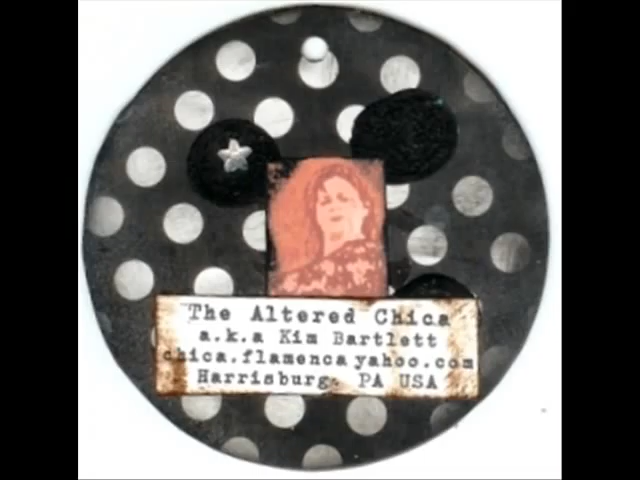 The Altered Chica
a.k.a Kim Bartlett
chica.flamenca yahoo.com
Harrisburg, PA USA